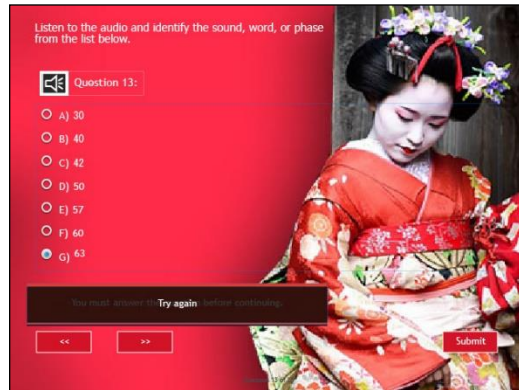 Listen to the audio and identify the sound, word, or phase
from the list below.
Question 13:
A) 30
B) 40
C) 42
D) 50
E) 57
F) 60
G) 63
You must answer the Try again before continuing.
<< >> Submit